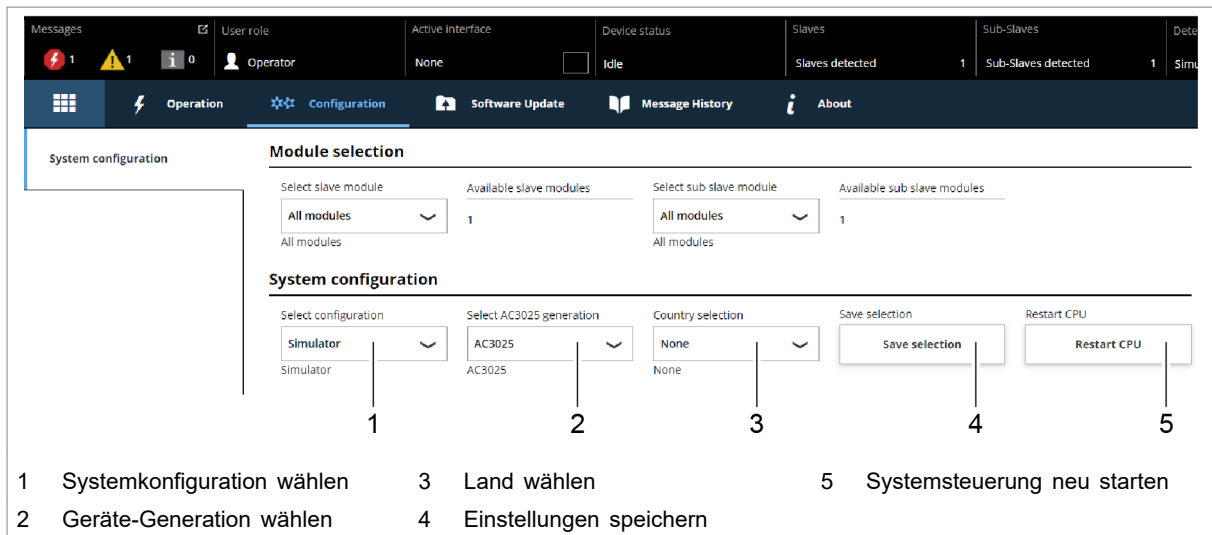 Messages User role Active interface Device status Slaves Sub-Slaves Dete
1 1 i 0 Operator None Idle Slaves detected 1 Sub-Slaves detected 1 Simu
Operation Configuration Software Update Message History i About
System configuration
Module selection
Select slave module Available slave modules Select sub slave module Available sub slave modules
All modules 1 All modules 1
All modules All modules
System configuration
Select configuration Select AC3025 generation Country selection Save selection Restart CPU
Simulator AC3025 None Save selection Restart CPU
Simulator AC3025 None
1 2 3 4 5
1 Systemkonfiguration wählen 3 Land wählen 5 Systemsteuerung neu starten
2 Geräte-Generation wählen 4 Einstellungen speichern